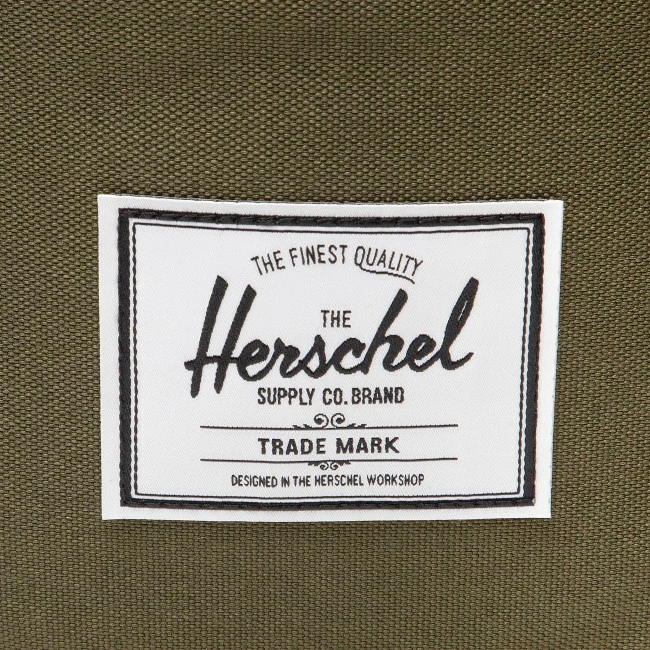 THE FINEST QUALITY
THE
Herschel
SUPPLY CO. BRAND
TRADE MARK
DESIGNED IN THE HERSCHEL WORKSHOP